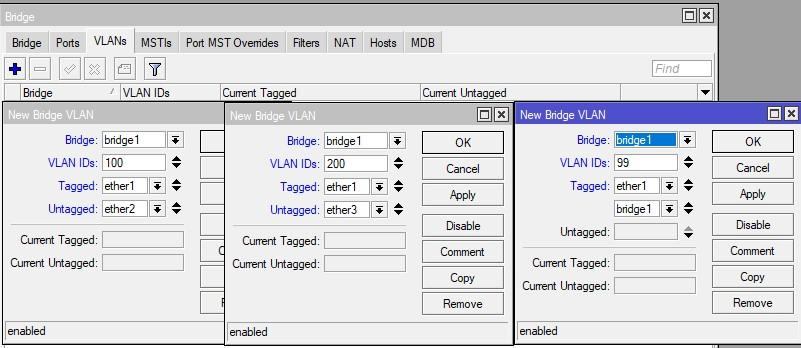 Bridge
Bridge Ports VLANs MSTIs Port MST Overrides Filters NAT Hosts MDB
Find
Bridge VLAN IDs Current Tagged Current Untagged
New Bridge VLAN
Bridge: bridge1
VLAN IDs: 100
Tagged: ether1
Untagged: ether2
Current Tagged:
Current Untagged:
enabled
New Bridge VLAN
Bridge: bridge1 OK
VLAN IDs: 200 Cancel
Tagged: ether1 Apply
Untagged: ether3 Disable
Current Tagged: Comment
Current Untagged: Copy
Remove
enabled
New Bridge VLAN
Bridge: bridge1 OK
VLAN IDs: 99 Cancel
Tagged: ether1 Apply
bridge1
Untagged: Disable
Comment
Current Tagged:
Current Untagged: Copy
Remove
enabled